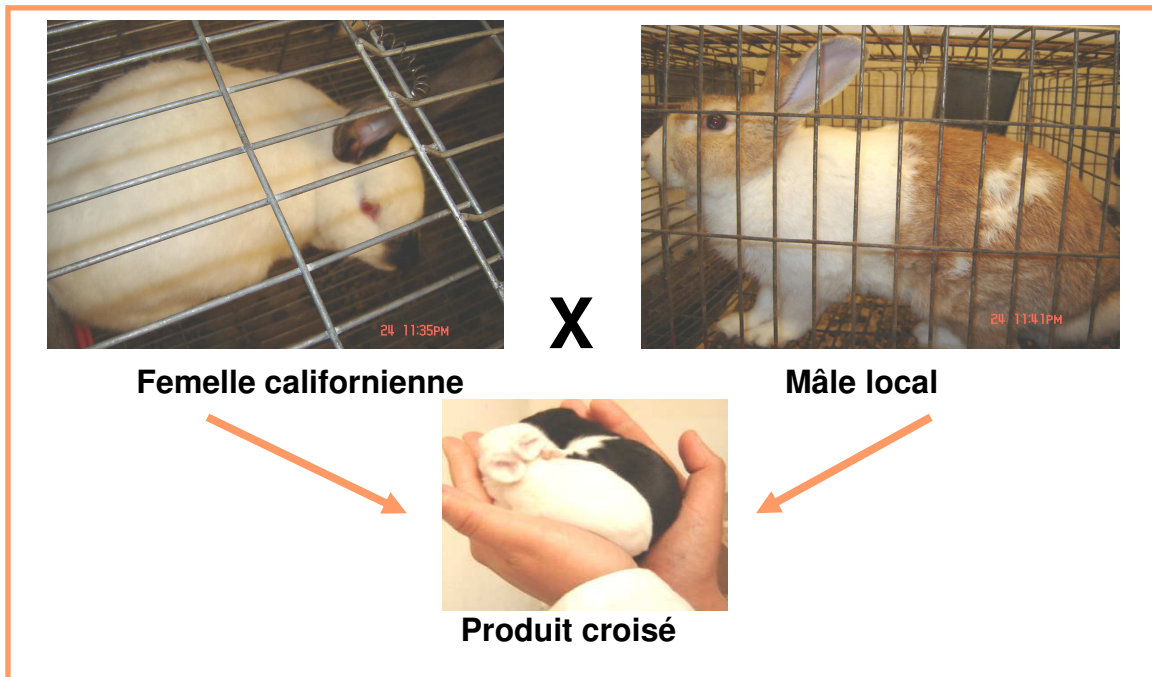 24 11:35PM
24 11:41PM
X
Femelle californienne
Mâle local
Produit croisé